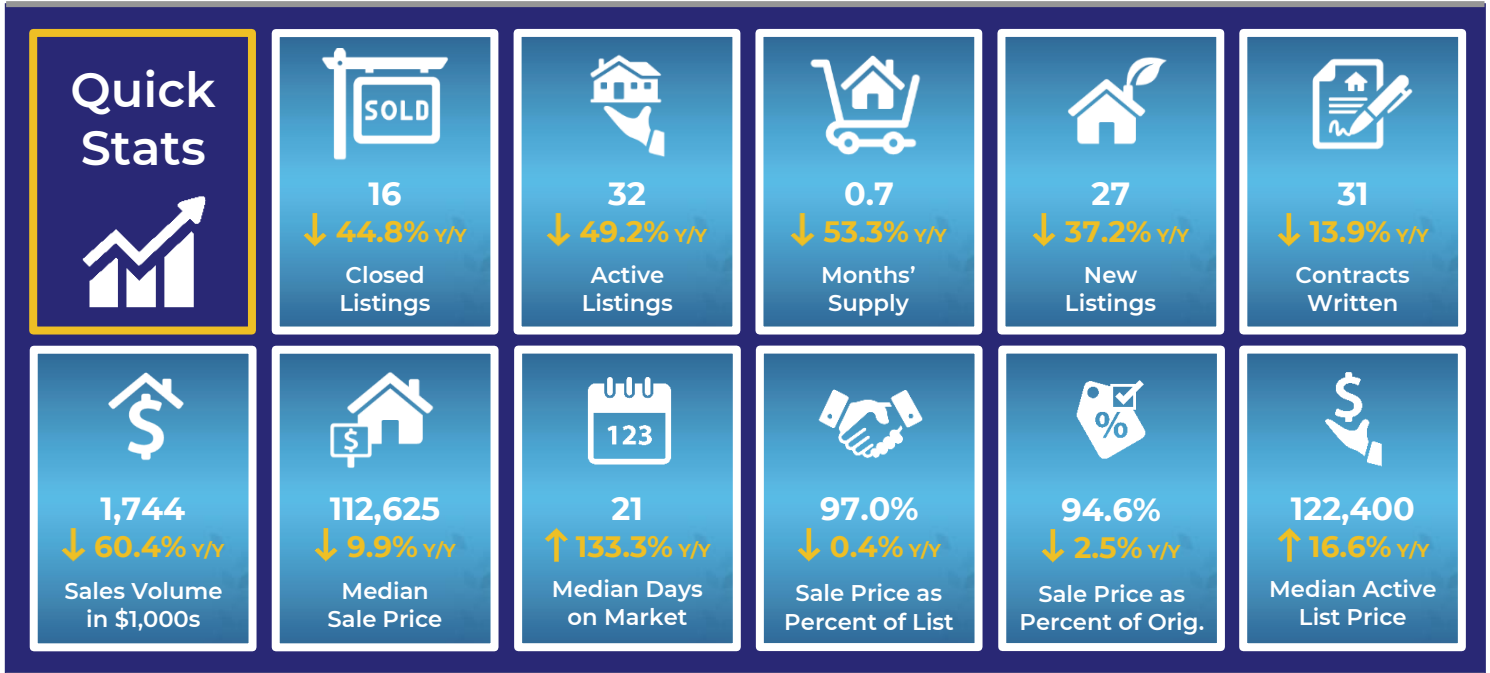 Quick
Stats
SOLD
16
↓ 44.8% Y/Y
Closed
Listings
32
↓ 49.2% Y/Y
Active
Listings
0.7
↓ 53.3% Y/Y
Months’
Supply
27
↓ 37.2% Y/Y
New
Listings
31
↓ 13.9% Y/Y
Contracts
Written
$
1,744
↓ 60.4% Y/Y
Sales Volume
in $1,000s
$
112,625
↓ 9.9% Y/Y
Median
Sale Price
123
21
↑ 133.3% Y/Y
Median Days
on Market
97.0%
↓ 0.4% Y/Y
Sale Price as
Percent of List
%
94.6%
↓ 2.5% Y/Y
Sale Price as
Percent of Orig.
$
122,400
↑ 16.6% Y/Y
Median Active
List Price